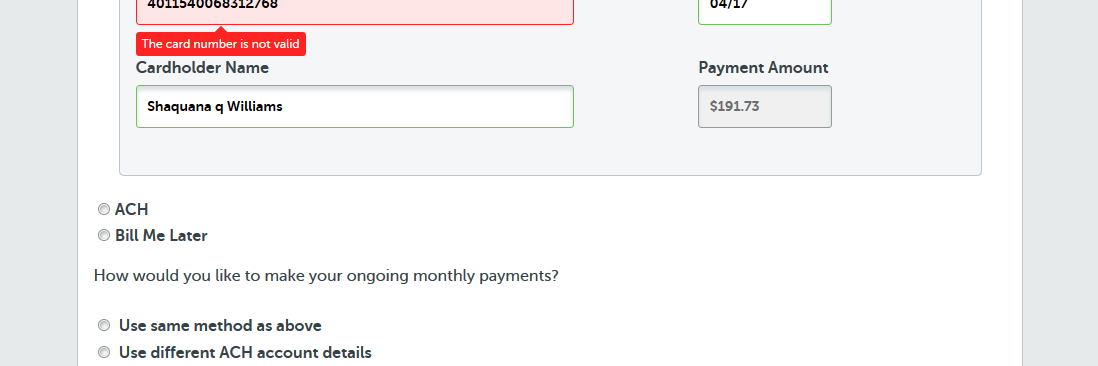 4011540068312768 04/17
The card number is not valid
Cardholder Name Payment Amount
Shaquana q Williams $191.73
ACH
Bill Me Later
How would you like to make your ongoing monthly payments?
Use same method as above
Use different ACH account details